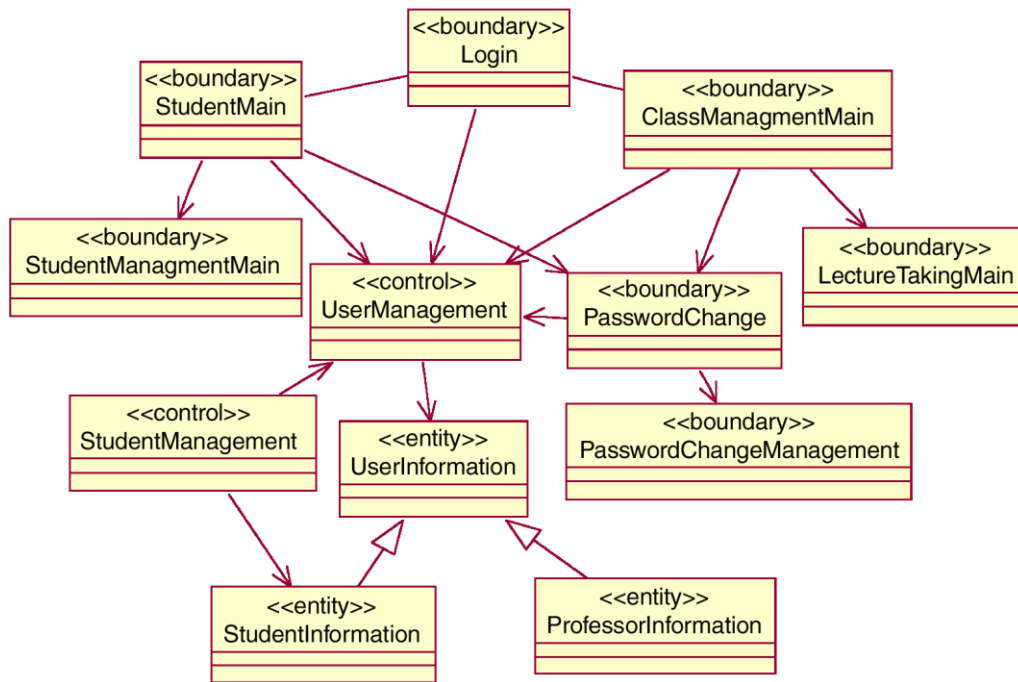 <<boundary>>
Login
<<boundary>>
StudentMain
<<boundary>>
ClassManagmentMain
<<boundary>>
StudentManagmentMain
<<control>>
UserManagement
<<boundary>>
PasswordChange
<<boundary>>
LectureTakingMain
<<control>>
StudentManagement
<<entity>>
UserInformation
<<boundary>>
PasswordChangeManagement
<<entity>>
StudentInformation
<<entity>>
ProfessorInformation